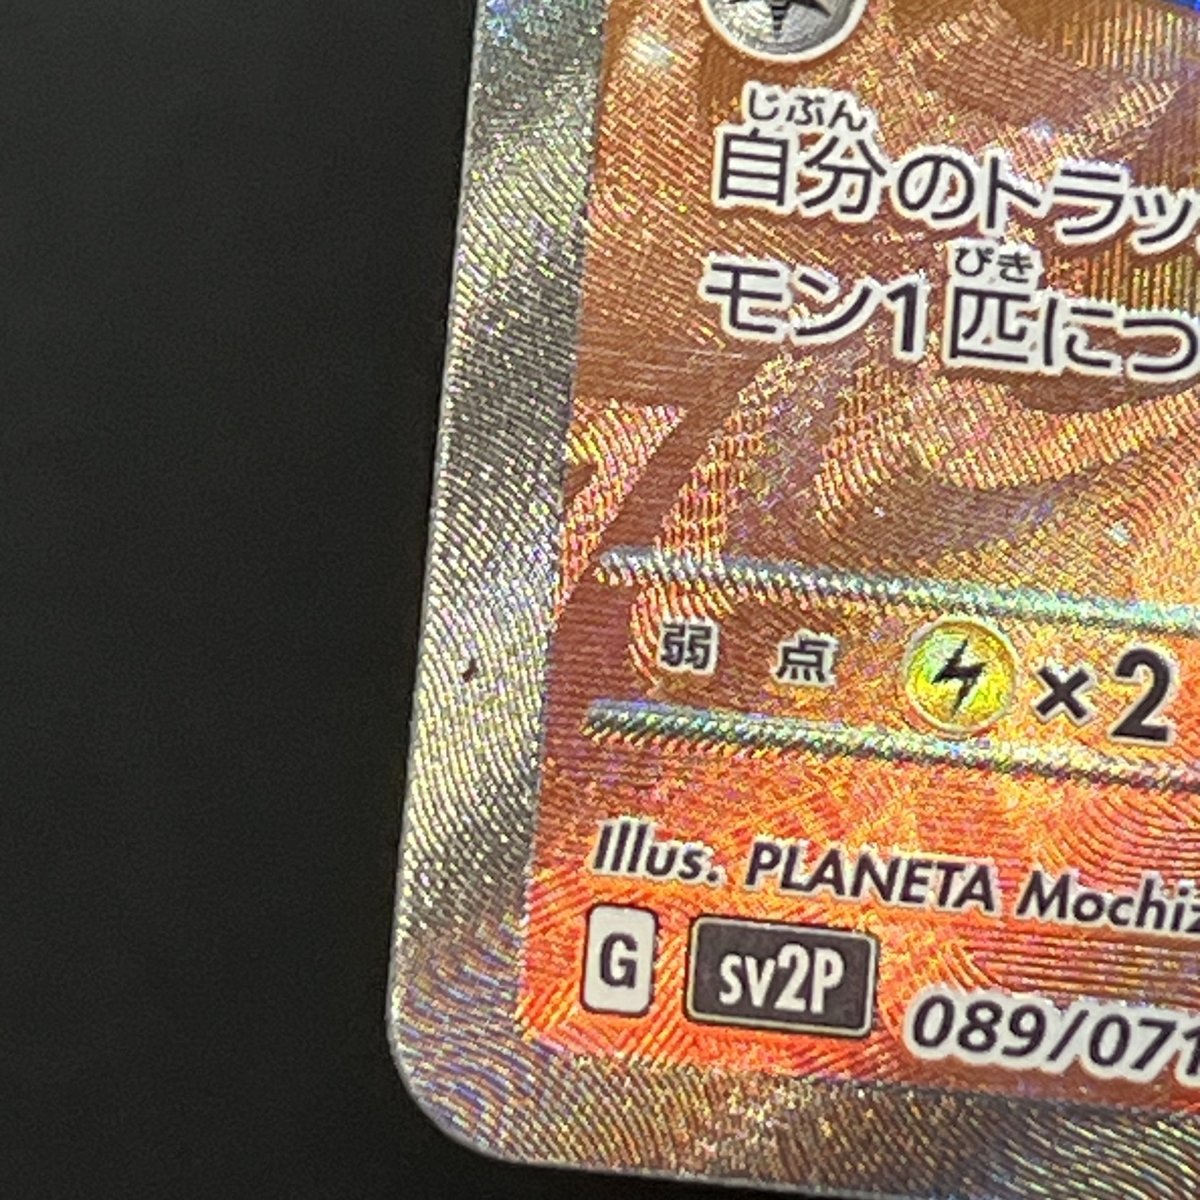 じぶん
自分のトラッ
ぴき
モン1匹につ
弱 点 ×2
Illus. PLANETA Mochiz
G sv2P 089/071